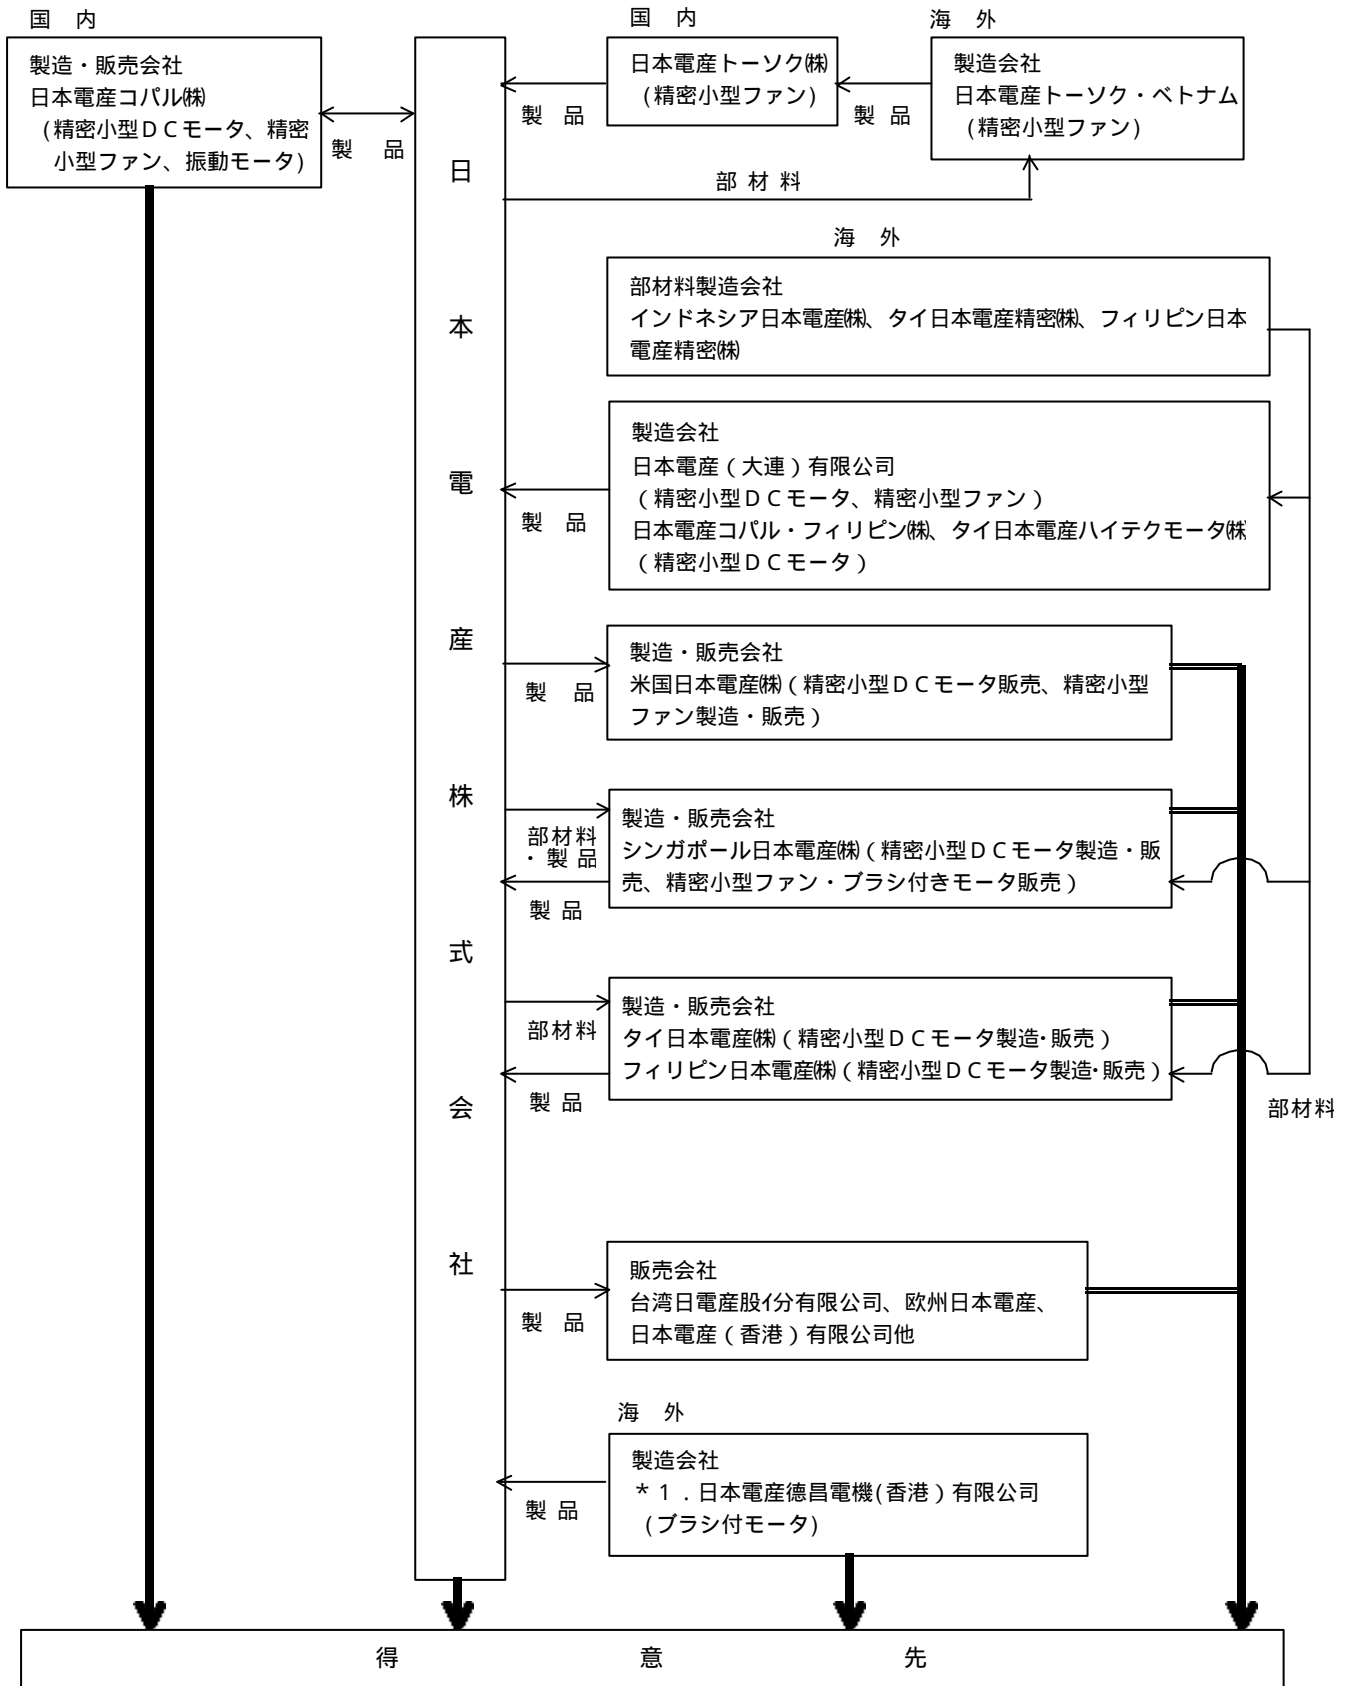 国 内
製造・販売会社
日本電産コパル㈱
(精密小型ＤＣモータ、精密
小型ファン、振動モータ)
製 品
日本電産株式会社
国 内
日本電産トーソク㈱
(精密小型ファン)
製 品
海 外
製造会社
日本電産トーソク・ベトナム
(精密小型ファン)
製 品
部 材 料
海 外
部材料製造会社
インドネシア日本電産㈱、タイ日本電産精密㈱、フィリピン日本
電産精密㈱
製造会社
日本電産（大連）有限公司
（精密小型ＤＣモータ、精密小型ファン）
日本電産コパル・フィリピン㈱、タイ日本電産ハイテクモータ㈱
（精密小型ＤＣモータ）
製 品
製造・販売会社
米国日本電産㈱（精密小型ＤＣモータ販売、精密小型
ファン製造・販売）
製 品
製造・販売会社
シンガポール日本電産㈱（精密小型ＤＣモータ製造・販
売、精密小型ファン・ブラシ付きモータ販売）
部材料
・製品
製 品
製造・販売会社
タイ日本電産㈱（精密小型ＤＣモータ製造・販売）
フィリピン日本電産㈱（精密小型ＤＣモータ製造・販売）
部材料
製 品
部材料
販売会社
台湾日電産股ｲ分有限公司、欧州日本電産、
日本電産（香港）有限公司他
製 品
海 外
製造会社
＊１．日本電産德昌電機(香港）有限公司
(ブラシ付モータ)
製 品
得 意 先